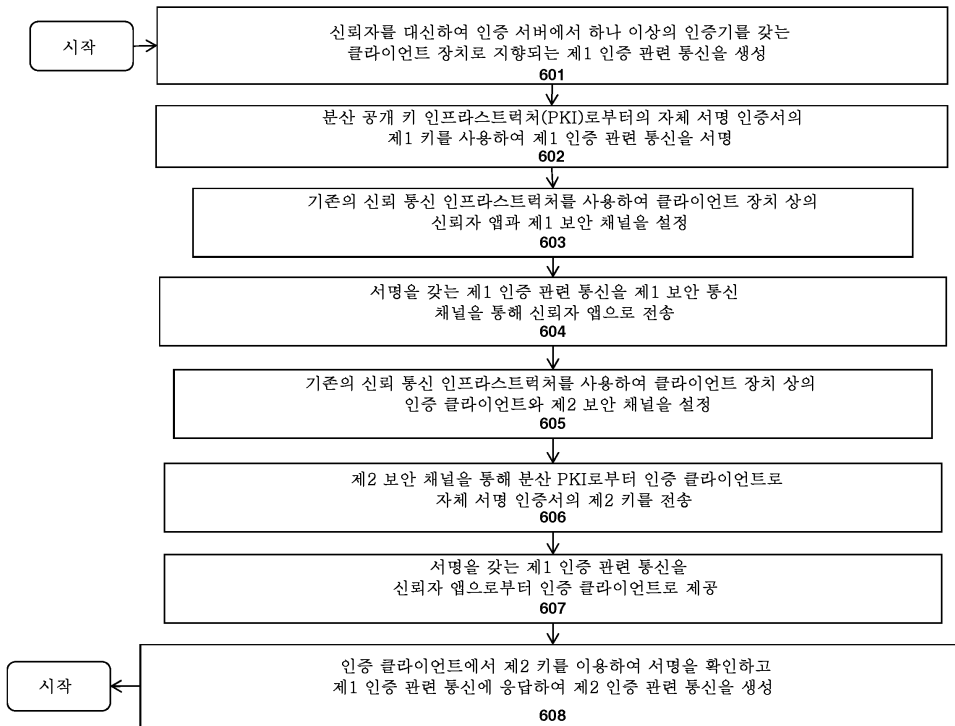 시작
신뢰자를 대신하여 인증 서버에서 하나 이상의 인증기를 갖는
클라이언트 장치로 지향되는 제1 인증 관련 통신을 생성
601
분산 공개 키 인프라스트럭처(PKI)로부터의 자체 서명 인증서의
제1 키를 사용하여 제1 인증 관련 통신을 서명
602
기존의 신뢰 통신 인프라스트럭처를 사용하여 클라이언트 장치 상의
신뢰자 앱과 제1 보안 채널을 설정
603
서명을 갖는 제1 인증 관련 통신을 제1 보안 통신
채널을 통해 신뢰자 앱으로 전송
604
기존의 신뢰 통신 인프라스트럭처를 사용하여 클라이언트 장치 상의
인증 클라이언트와 제2 보안 채널을 설정
605
제2 보안 채널을 통해 분산 PKI로부터 인증 클라이언트로
자체 서명 인증서의 제2 키를 전송
606
서명을 갖는 제1 인증 관련 통신을
신뢰자 앱으로부터 인증 클라이언트로 제공
607
인증 클라이언트에서 제2 키를 이용하여 서명을 확인하고
제1 인증 관련 통신에 응답하여 제2 인증 관련 통신을 생성
608
시작